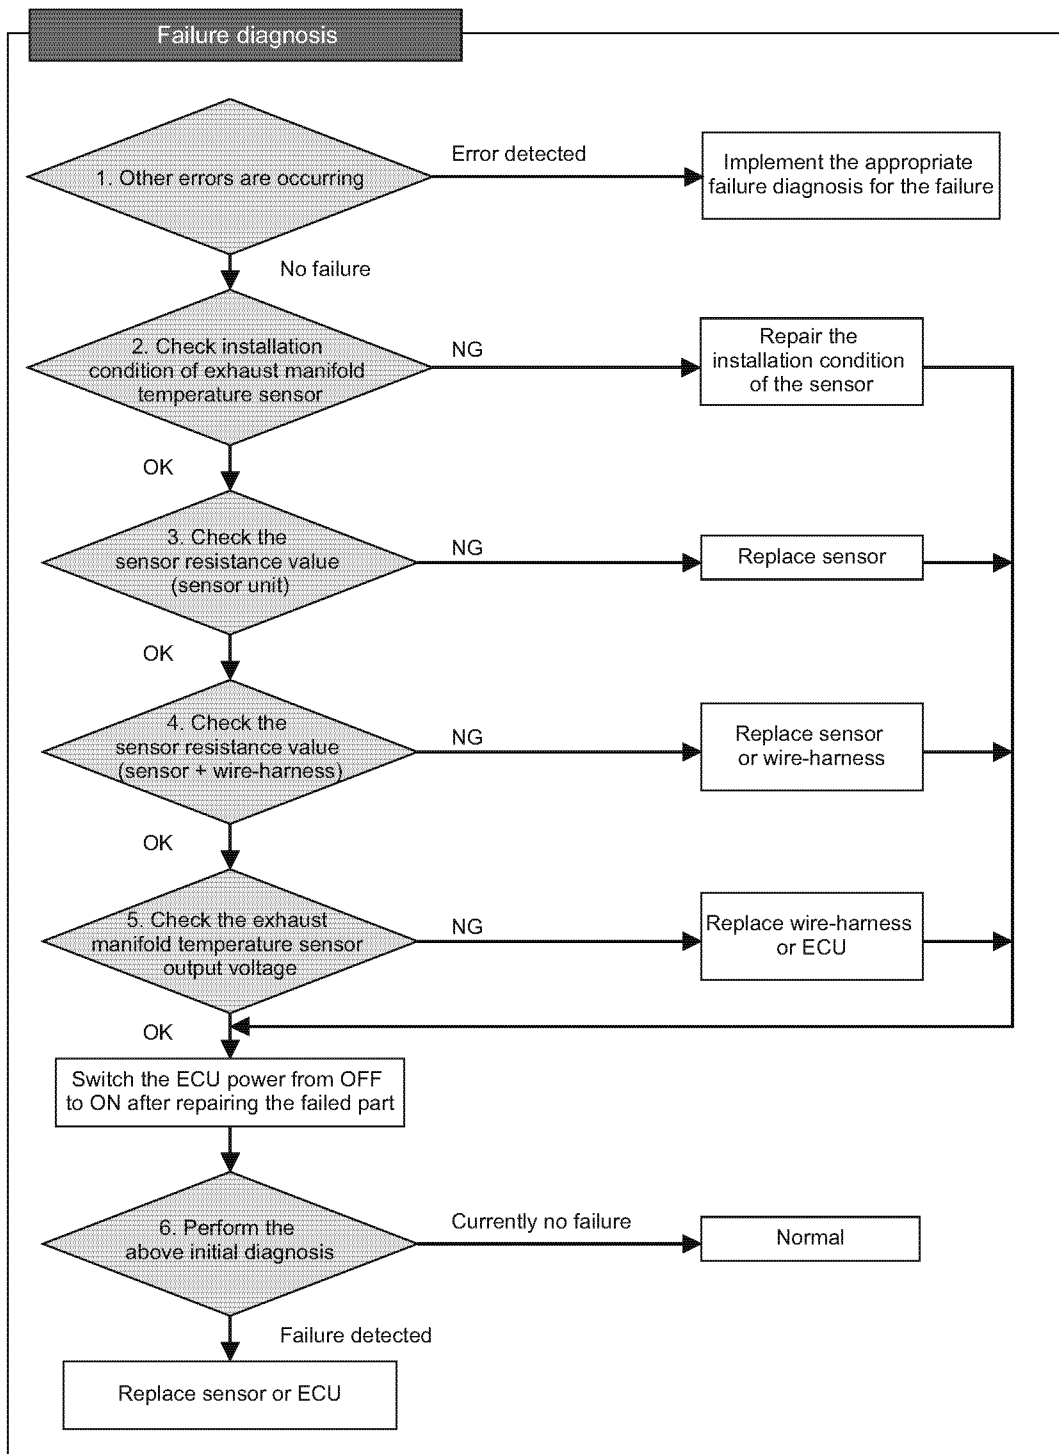 Failure diagnosis
1. Other errors are occurring
Error detected
Implement the appropriate
failure diagnosis for the failure
No failure
2. Check installation
condition of exhaust manifold
temperature sensor
NG
Repair the
installation condition
of the sensor
OK
3. Check the
sensor resistance value
(sensor unit)
NG
Replace sensor
OK
4. Check the
sensor resistance value
(sensor + wire-harness)
NG
Replace sensor
or wire-harness
OK
5. Check the exhaust
manifold temperature sensor
output voltage
NG
Replace wire-harness
or ECU
OK
Switch the ECU power from OFF
to ON after repairing the failed part
6. Perform the
above initial diagnosis
Currently no failure
Normal
Failure detected
Replace sensor or ECU